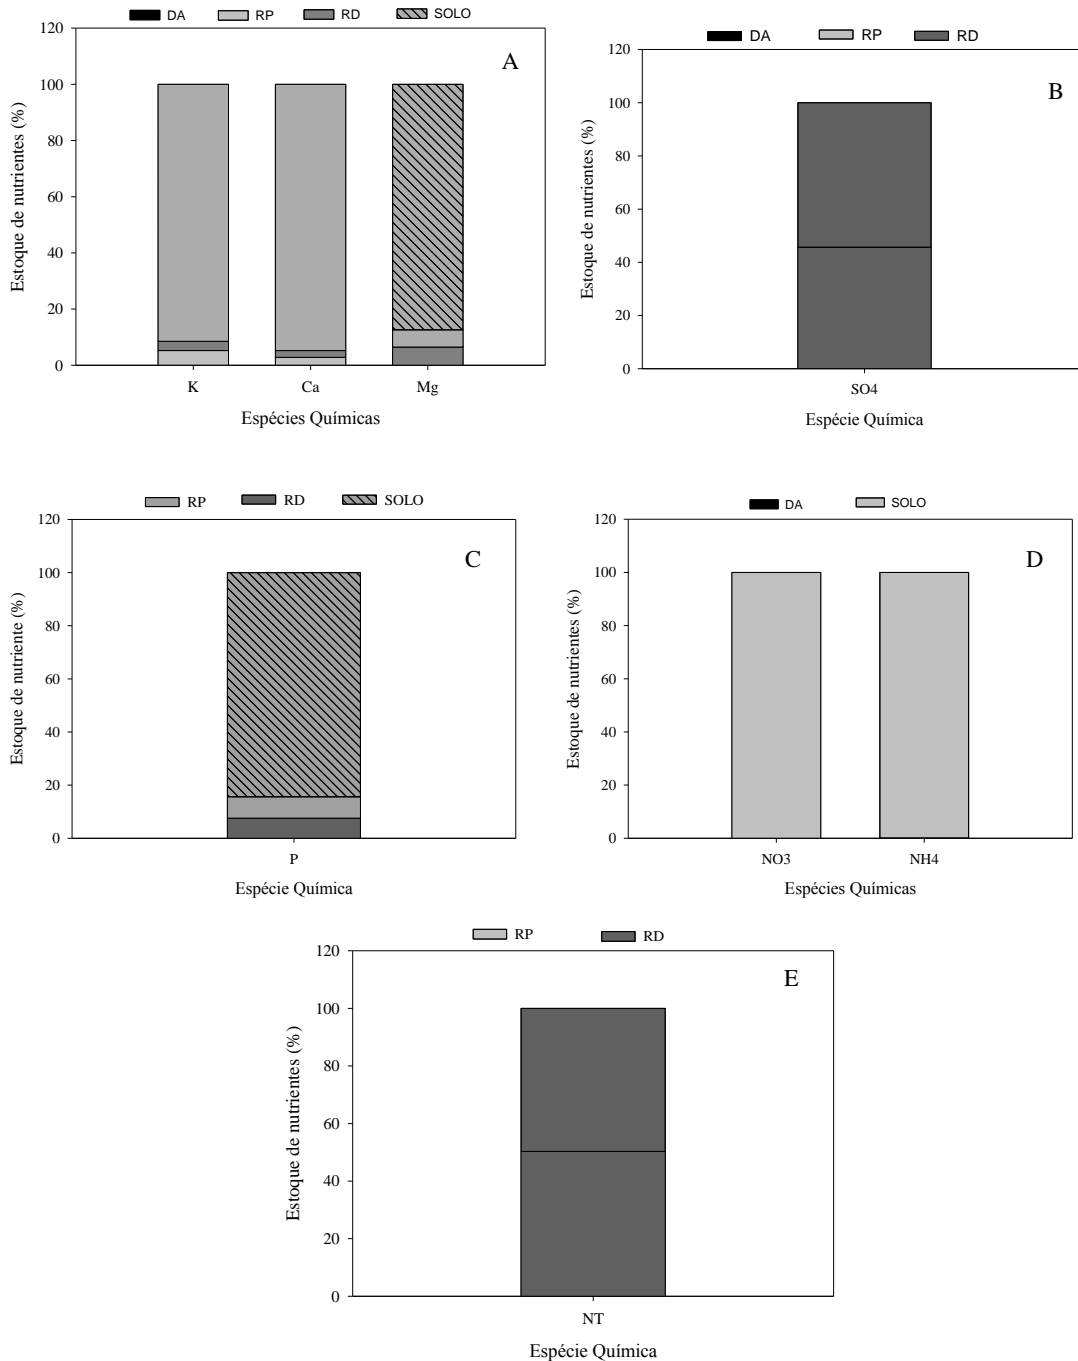 DA RP RD SOLO
A
120
100
80
60
40
20
0
Estoque de nutrientes (%)
K Ca Mg
Espécies Químicas
DA RP RD
B
120
100
80
60
40
20
0
Estoque de nutrientes (%)
SO4
Espécie Química
RP RD SOLO
C
120
100
80
60
40
20
0
Estoque de nutriente (%)
P
Espécie Química
DA SOLO
D
120
100
80
60
40
20
0
Estoque de nutrientes (%)
NO3 NH4
Espécies Químicas
RP RD
E
120
100
80
60
40
20
0
Estoque de nutrientes (%)
NT
Espécie Química